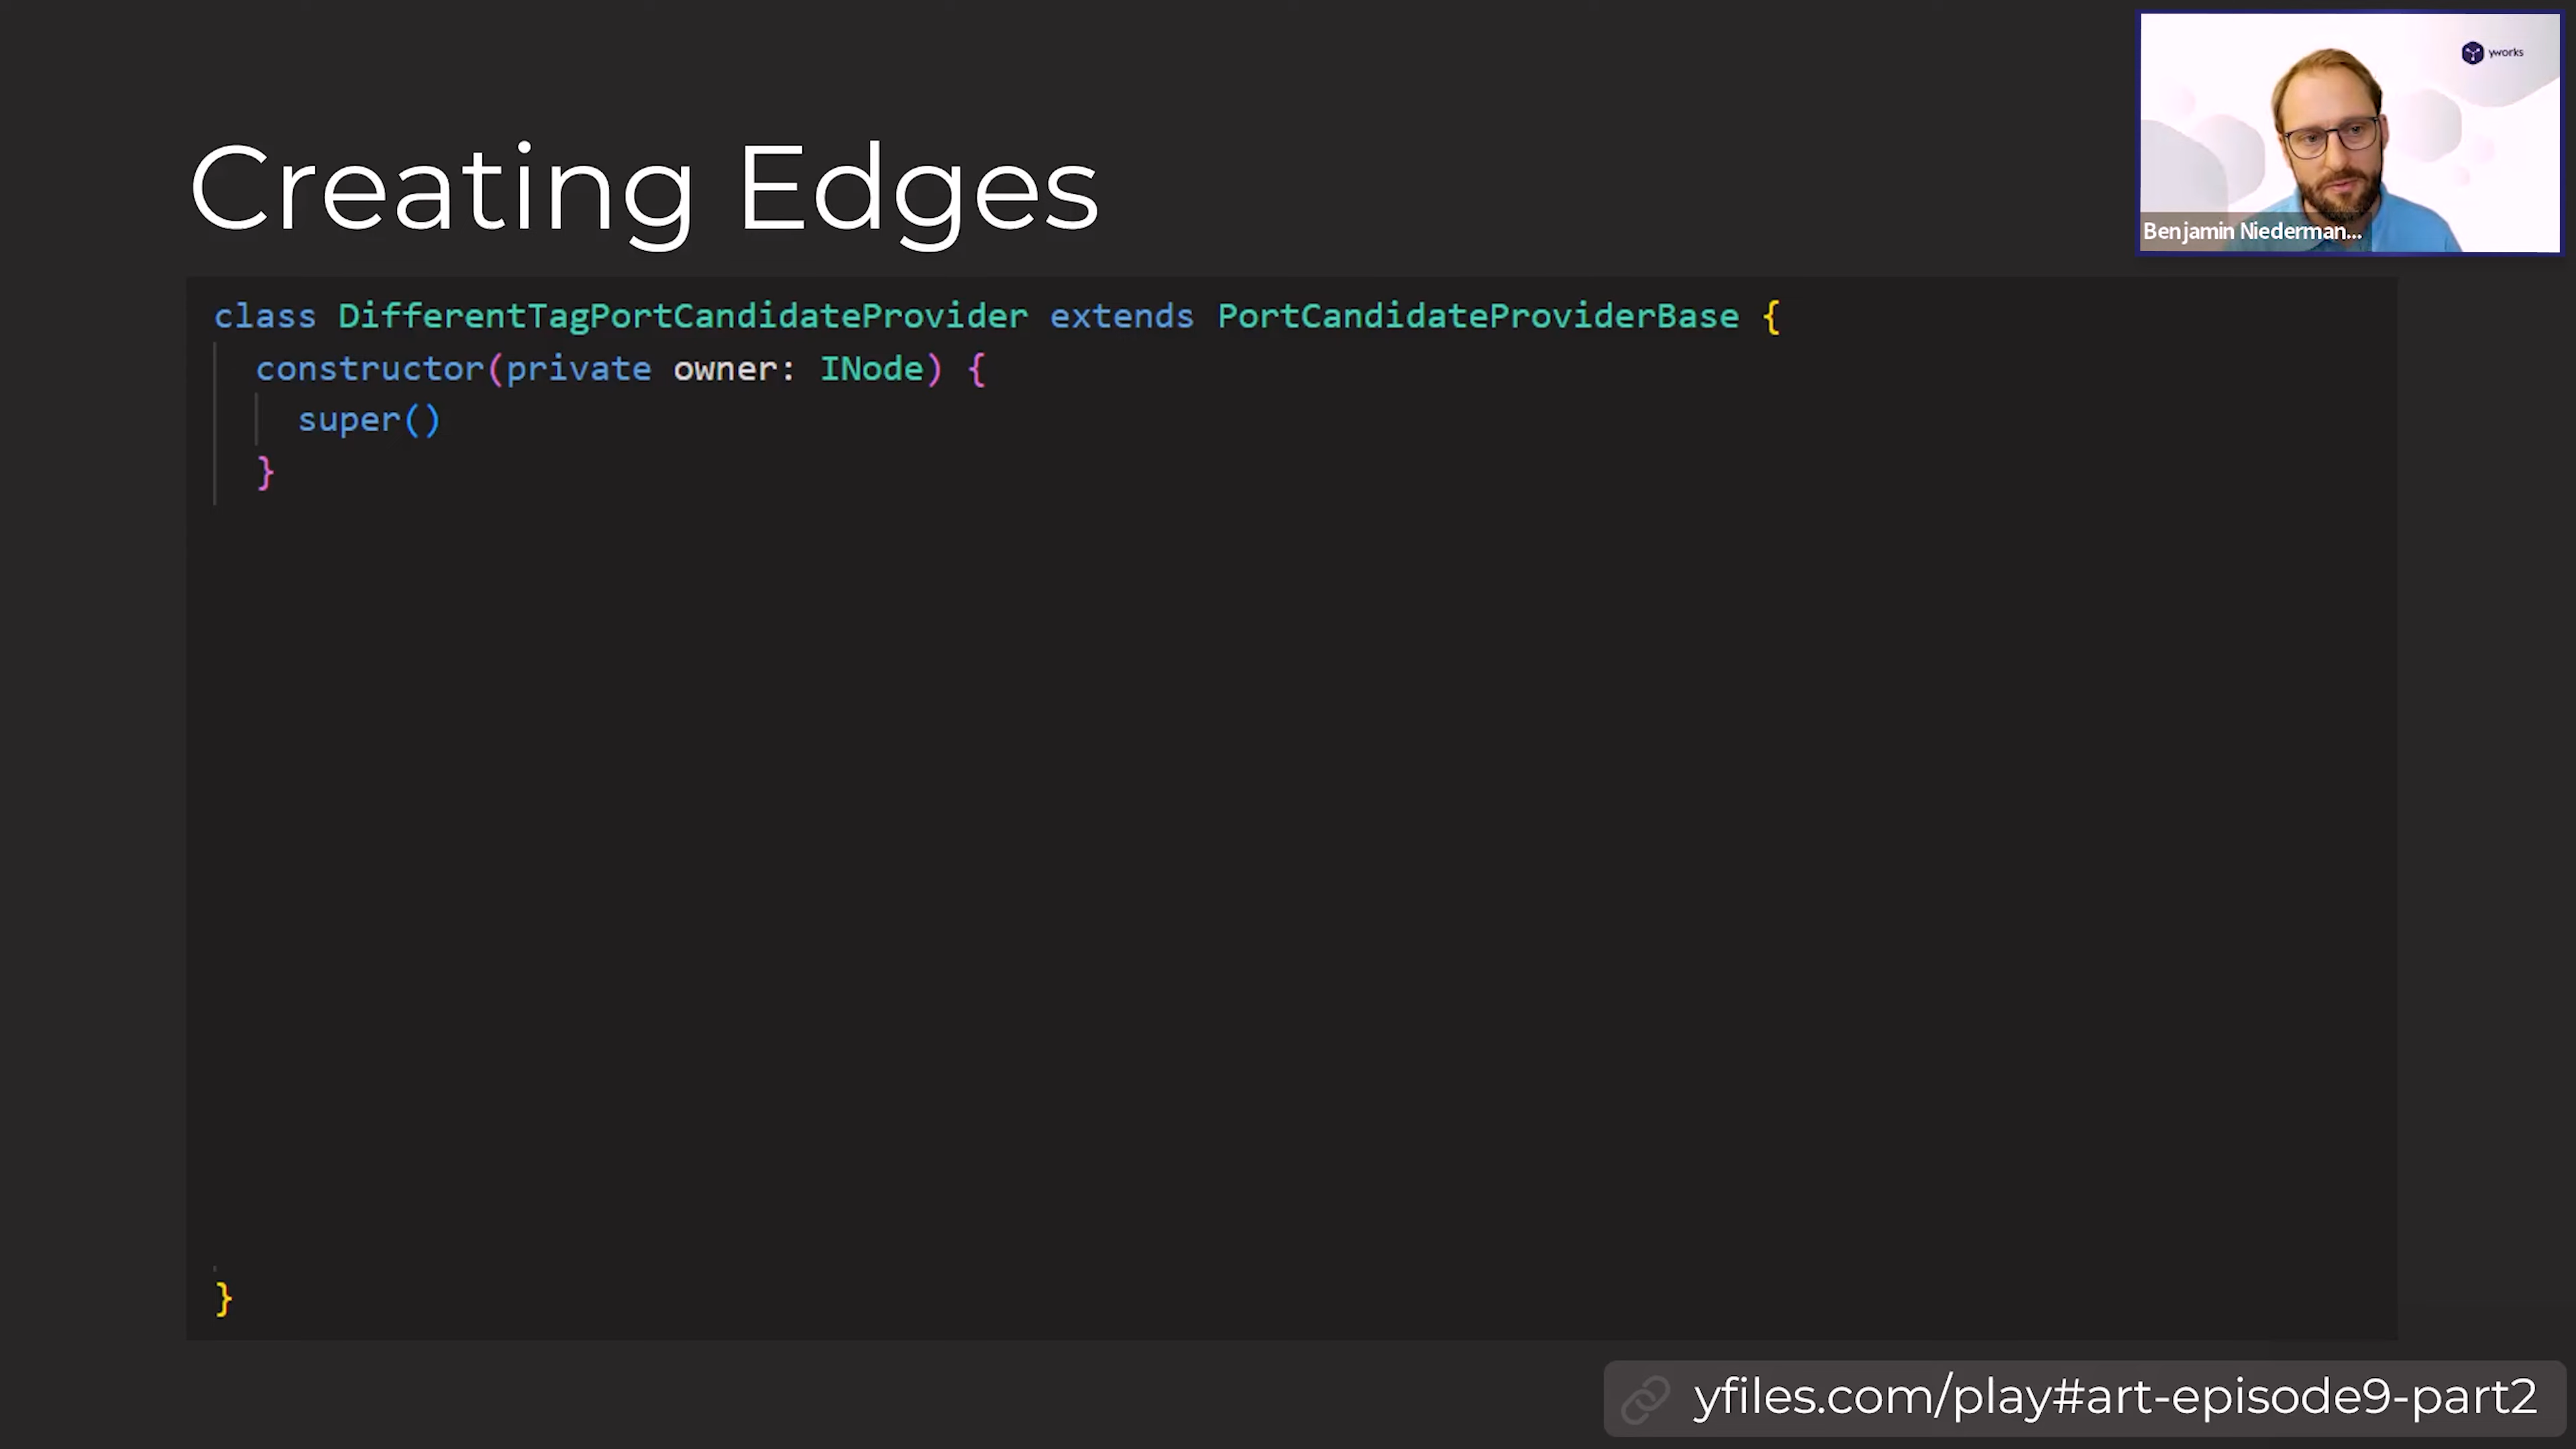 Creating Edges
yworks
Benjamin Niederman...
class DifferentTagPortCandidateProvider extends PortCandidateProviderBase {
constructor(private owner: INode) {
super()
}
}
yfiles.com/play#art-episode9-part2